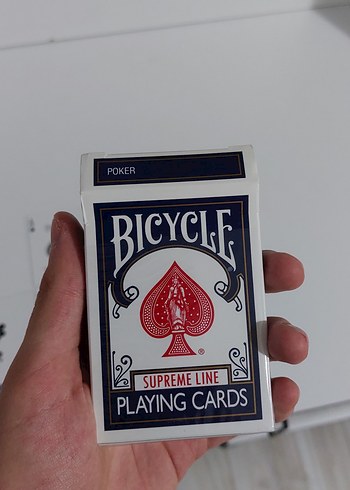 POKER
BICYCLE
®
SUPREME LINE
PLAYING CARDS